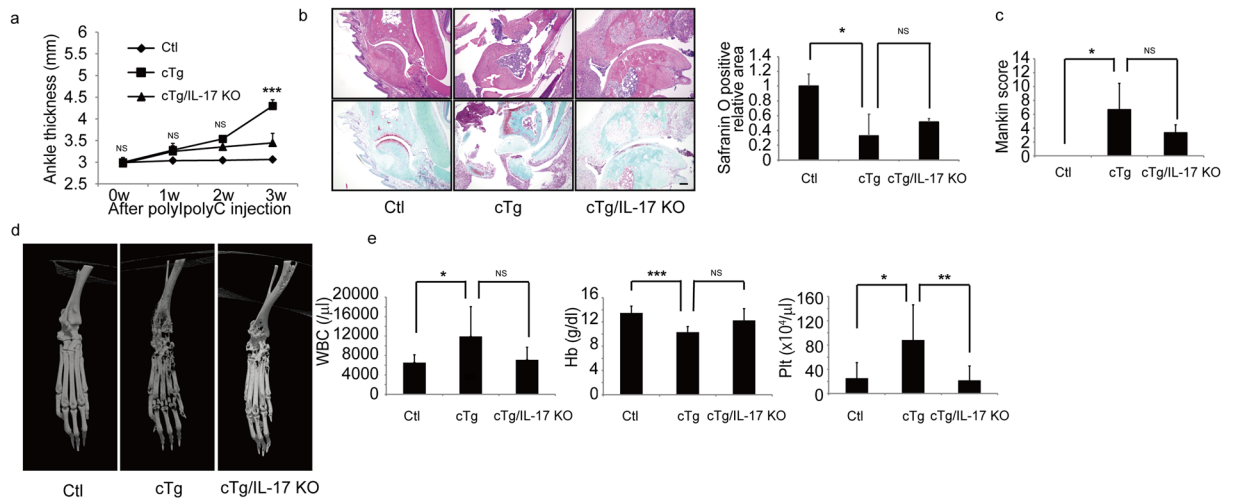 a
Ankle thickness (mm)
6
5.5
5
4.5
4
3.5
3
2.5
Ctl
cTg
cTg/IL-17 KO
NS
NS
NS
***
0w 1w 2w 3w
After polyIpolyC injection
b
Ctl cTg cTg/IL-17 KO
Safranin O positive
relative area
1.4
1.2
1
0.8
0.6
0.4
0.2
0
* NS
Ctl cTg cTg/IL-17 KO
c
Mankin score
14
12
10
8
6
4
2
0
* NS
Ctl cTg cTg/IL-17 KO
d
Ctl cTg cTg/IL-17 KO
e
WBC (/μl)
20000
16000
12000
8000
4000
0
* NS
Ctl cTg cTg/IL-17 KO
Hb (g/dl)
16
12
8
4
0
*** NS
Ctl cTg cTg/IL-17 KO
Plt (x10⁴/μl)
160
120
80
40
0
* **
Ctl cTg cTg/IL-17 KO